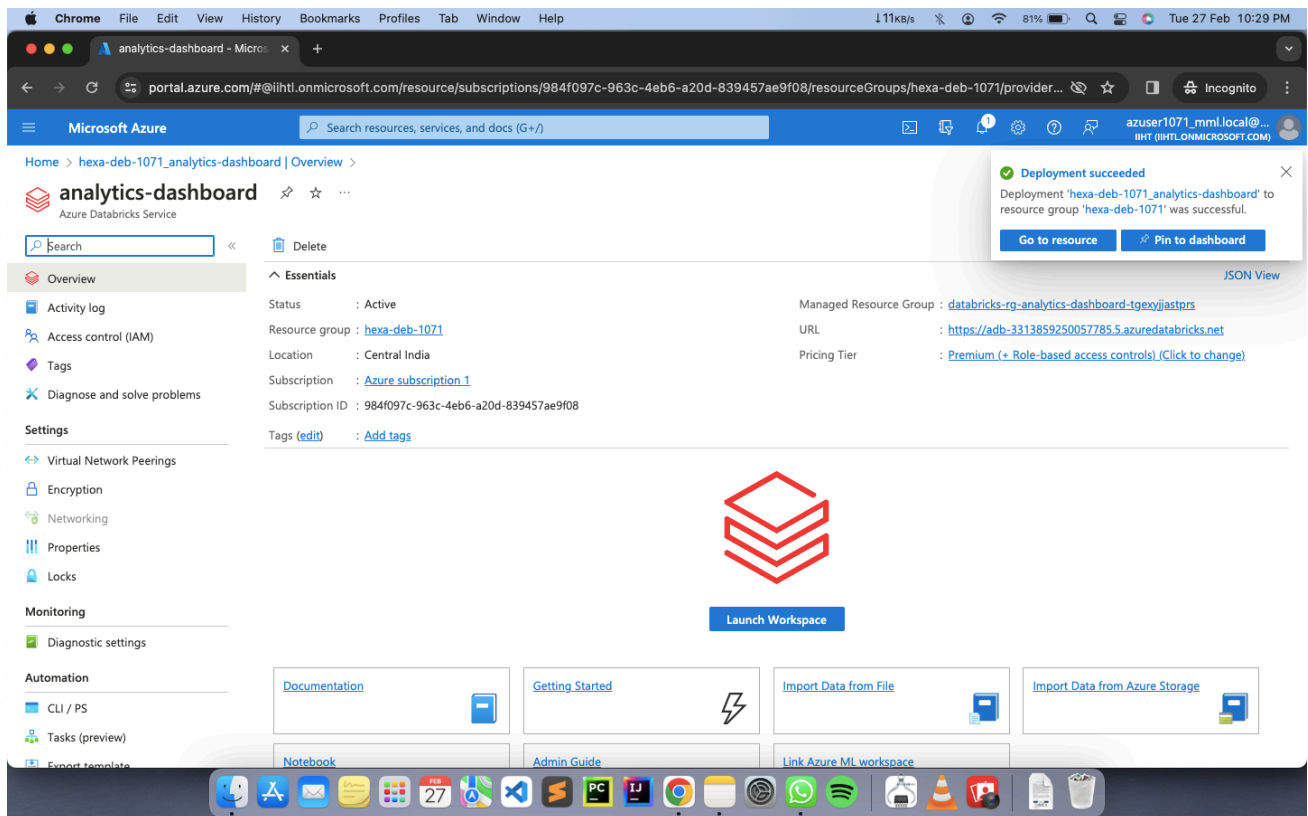 Chrome File Edit View History Bookmarks Profiles Tab Window Help ↓11KB/s 81% Tue 27 Feb 10:29 PM
analytics-dashboard - Micros
portal.azure.com/#@iihtl.onmicrosoft.com/resource/subscriptions/984f097c-963c-4eb6-a20d-839457ae9f08/resourceGroups/hexa-deb-1071/provider... Incognito
Microsoft Azure
Search resources, services, and docs (G+/)
1
azuser1071_mml.local@...
IIHT (IIHTL.ONMICROSOFT.COM)
Home > hexa-deb-1071_analytics-dashboard | Overview >
analytics-dashboard ...
Azure Databricks Service
Deployment succeeded
Deployment 'hexa-deb-1071_analytics-dashboard' to
resource group 'hexa-deb-1071' was successful.
Go to resource
Pin to dashboard
Search
«
Overview
Activity log
Access control (IAM)
Tags
Diagnose and solve problems
Settings
Virtual Network Peerings
Encryption
Networking
Properties
Locks
Monitoring
Diagnostic settings
Automation
CLI / PS
Tasks (preview)
Export template
Delete
Essentials
JSON View
Status : Active
Resource group : hexa-deb-1071
Location : Central India
Subscription : Azure subscription 1
Subscription ID : 984f097c-963c-4eb6-a20d-839457ae9f08
Tags (edit) : Add tags
Managed Resource Group : databricks-rg-analytics-dashboard-tgexyjjastprs
URL : https://adb-3313859250057785.5.azuredatabricks.net
Pricing Tier : Premium (+ Role-based access controls) (Click to change)
Launch Workspace
Documentation
Getting Started
Import Data from File
Import Data from Azure Storage
Notebook
Admin Guide
Link Azure ML workspace
FEB
27
PC
IJ